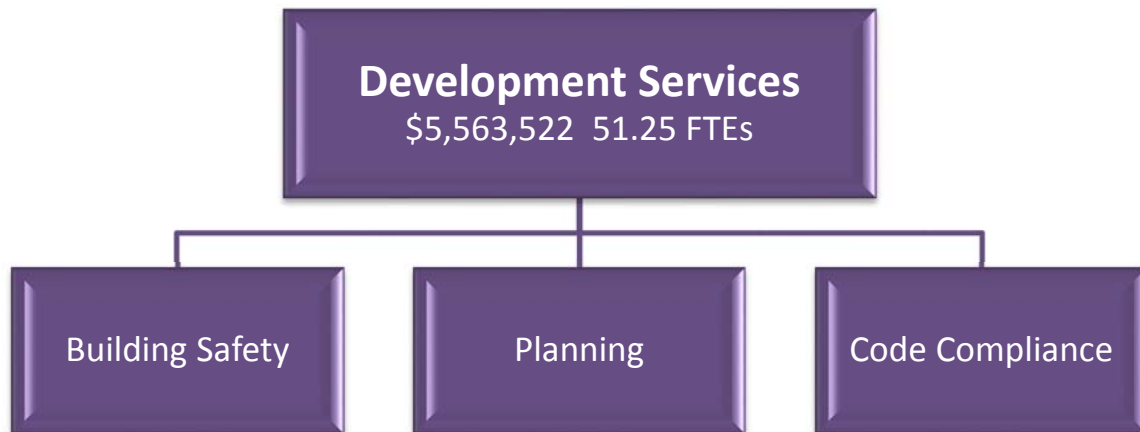 Development Services
$5,563,522 51.25 FTEs
Building Safety
Planning
Code Compliance